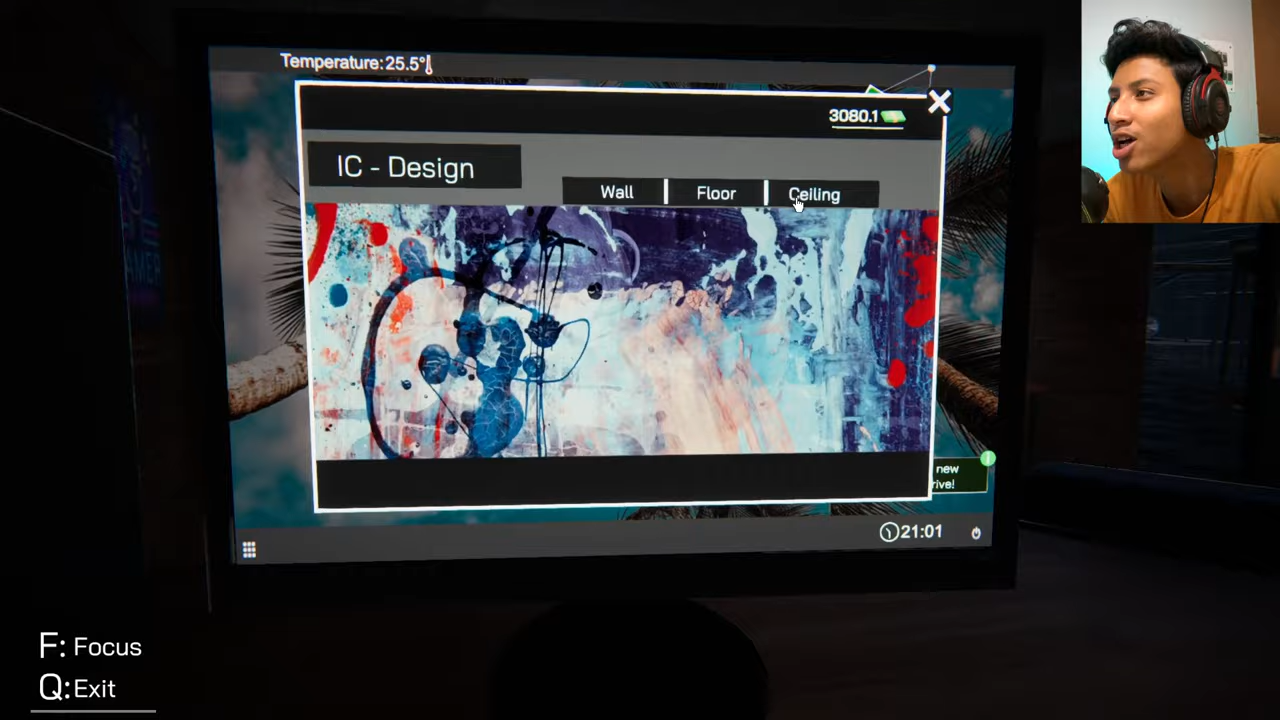 Temperature: 25.5°
3080.1
IC - Design
Wall
Floor
Ceiling
new
rive!
21:01
F: Focus
Q: Exit